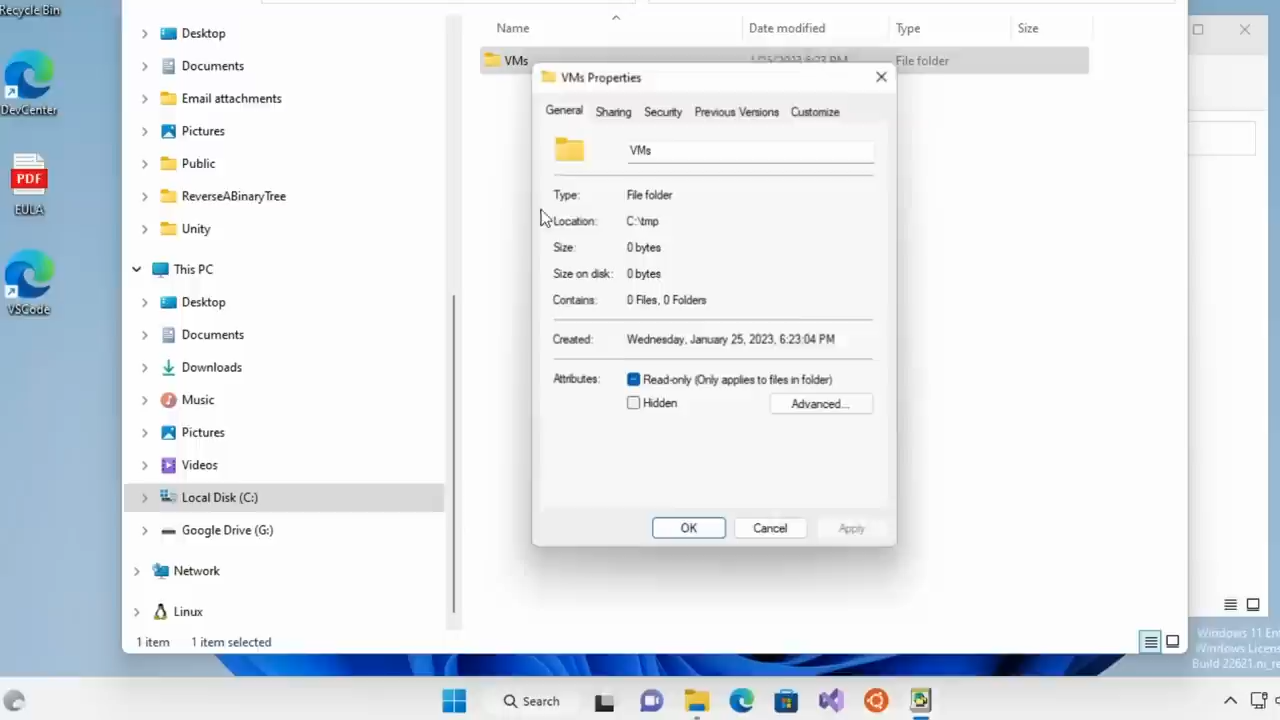 Recycle Bin
DevCenter
PDF
EULA
VSCode
Desktop
Documents
Email attachments
Pictures
Public
ReverseABinaryTree
Unity
This PC
Desktop
Documents
Downloads
Music
Pictures
Videos
Local Disk (C:)
Google Drive (G:)
Network
Linux
1 item 1 item selected
Name Date modified Type Size
VMs File folder
VMs Properties
General Sharing Security Previous Versions Customize
VMs
Type: File folder
Location: C:\tmp
Size: 0 bytes
Size on disk: 0 bytes
Contains: 0 Files, 0 Folders
Created: Wednesday, January 25, 2023, 6:23:04 PM
Attributes: Read-only (Only applies to files in folder)
Hidden Advanced...
OK Cancel Apply
Windows 11
Windows
Build
Search